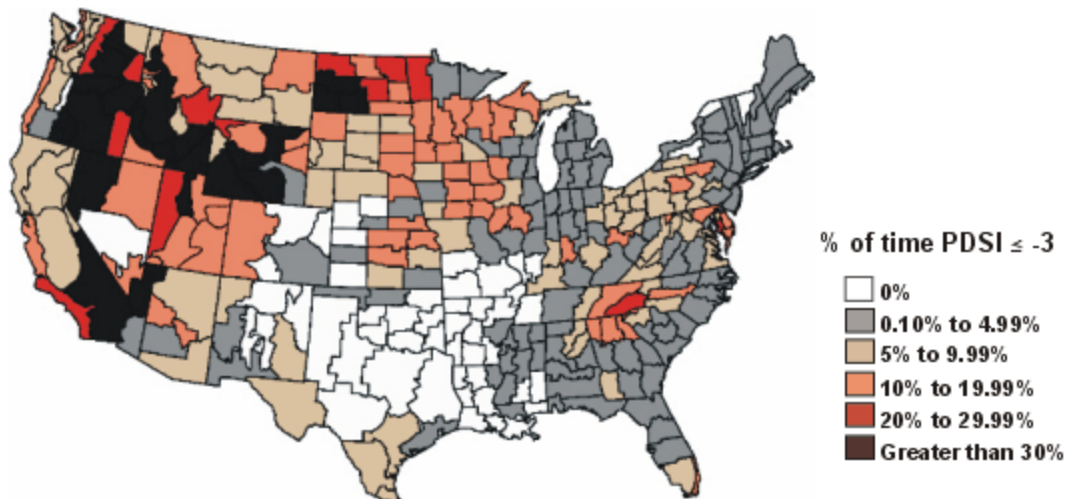 % of time PDSI ≤ -3
0%
0.10% to 4.99%
5% to 9.99%
10% to 19.99%
20% to 29.99%
Greater than 30%